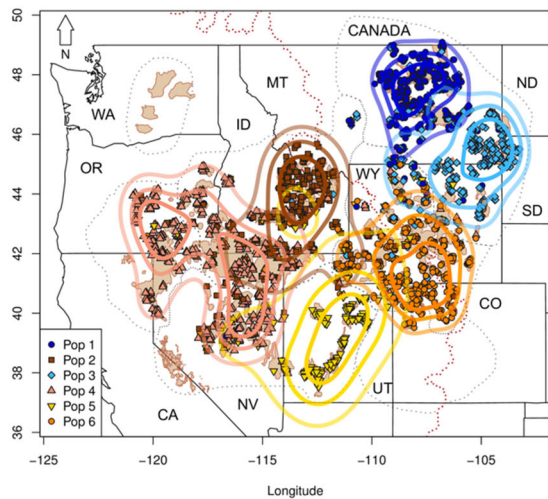 50
48
46
44
42
40
38
36
N
CANADA
WA
MT
ND
ID
OR
WY
SD
CO
UT
CA
NV
Pop 1
Pop 2
Pop 3
Pop 4
Pop 5
Pop 6
−125 −120 −115 −110 −105
Longitude